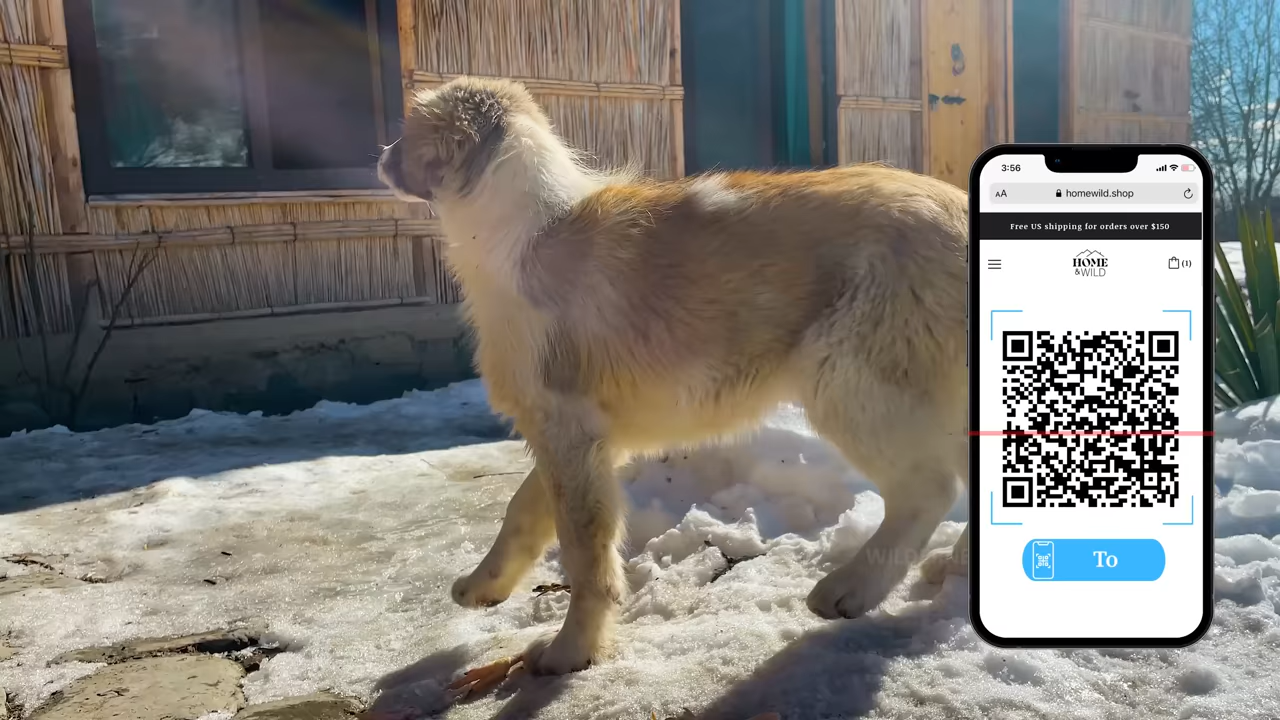 3:56
AA
homewild.shop
Free US shipping for orders over $150
HOME
&WILD
(1)
To